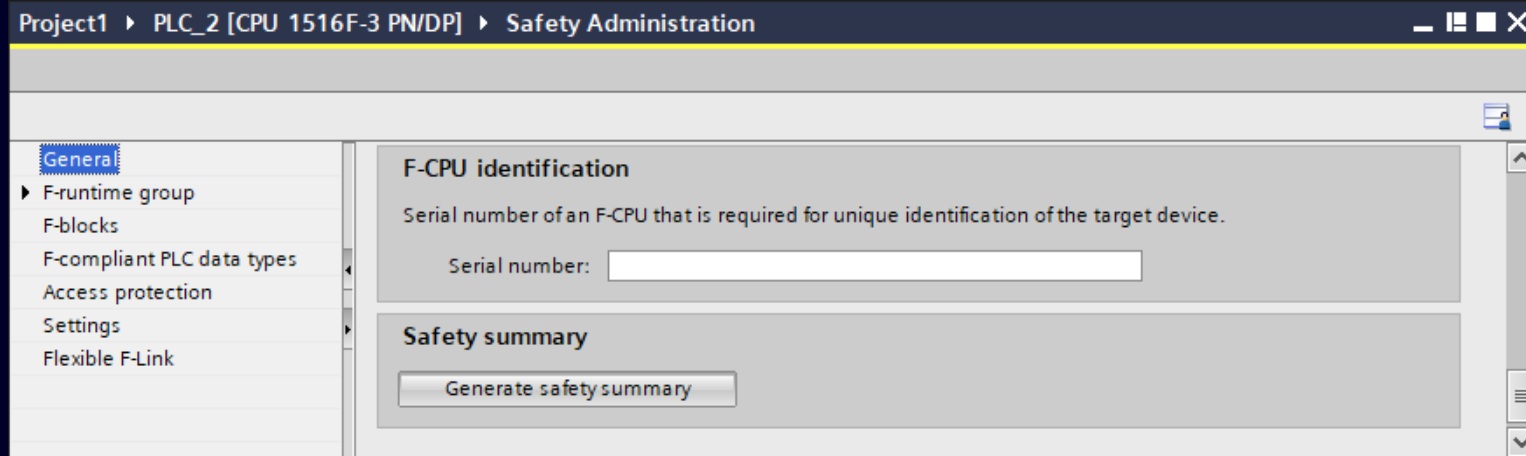 Project1 ▸ PLC_2 [CPU 1516F-3 PN/DP] ▸ Safety Administration
General
F-runtime group
F-blocks
F-compliant PLC data types
Access protection
Settings
Flexible F-Link
F-CPU identification
Serial number of an F-CPU that is required for unique identification of the target device.
Serial number:
Safety summary
Generate safety summary